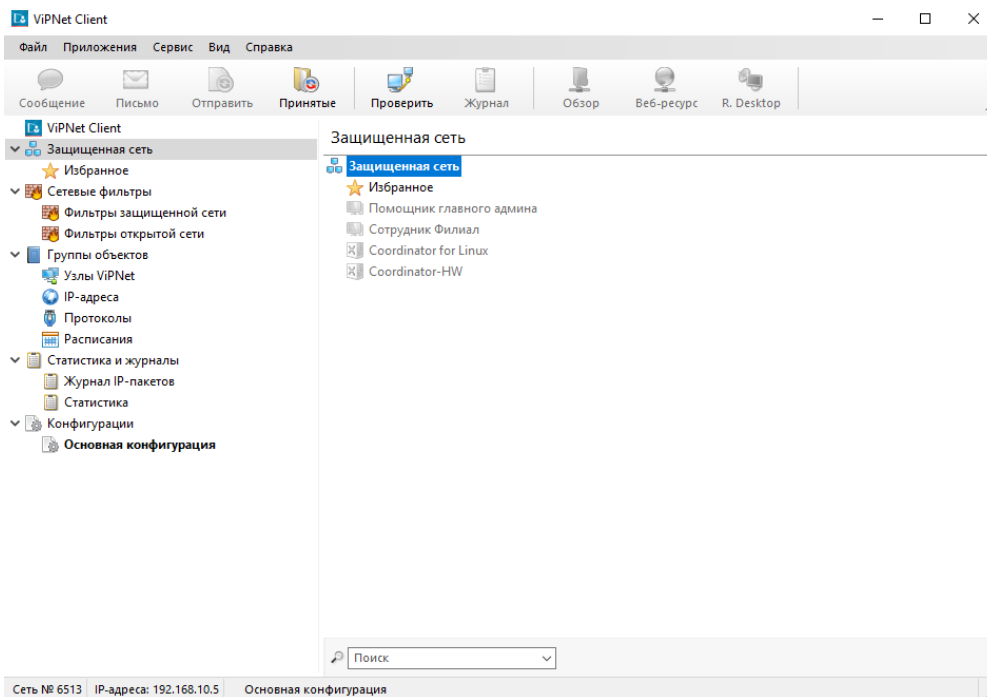 ViPNet Client
Файл Приложения Сервис Вид Справка
Сообщение Письмо Отправить Принятые Проверить Журнал Обзор Веб-ресурс R. Desktop
ViPNet Client
Защищенная сеть
Избранное
Сетевые фильтры
Фильтры защищенной сети
Фильтры открытой сети
Группы объектов
Узлы ViPNet
IP-адреса
Протоколы
Расписания
Статистика и журналы
Журнал IP-пакетов
Статистика
Конфигурации
Основная конфигурация
Защищенная сеть
Защищенная сеть
Избранное
Помощник главного админа
Сотрудник Филиал
Coordinator for Linux
Coordinator-HW
Поиск
Сеть № 6513 IP-адреса: 192.168.10.5 Основная конфигурация